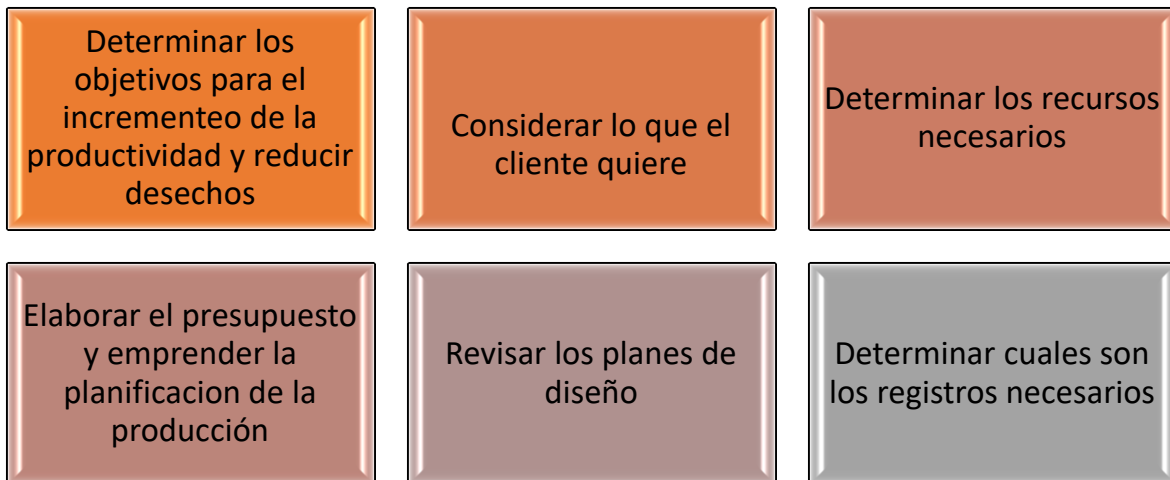 Determinar los
objetivos para el
incrementeo de la
productividad y reducir
desechos
Considerar lo que el
cliente quiere
Determinar los recursos
necesarios
Elaborar el presupuesto
y emprender la
planificacion de la
producción
Revisar los planes de
diseño
Determinar cuales son
los registros necesarios